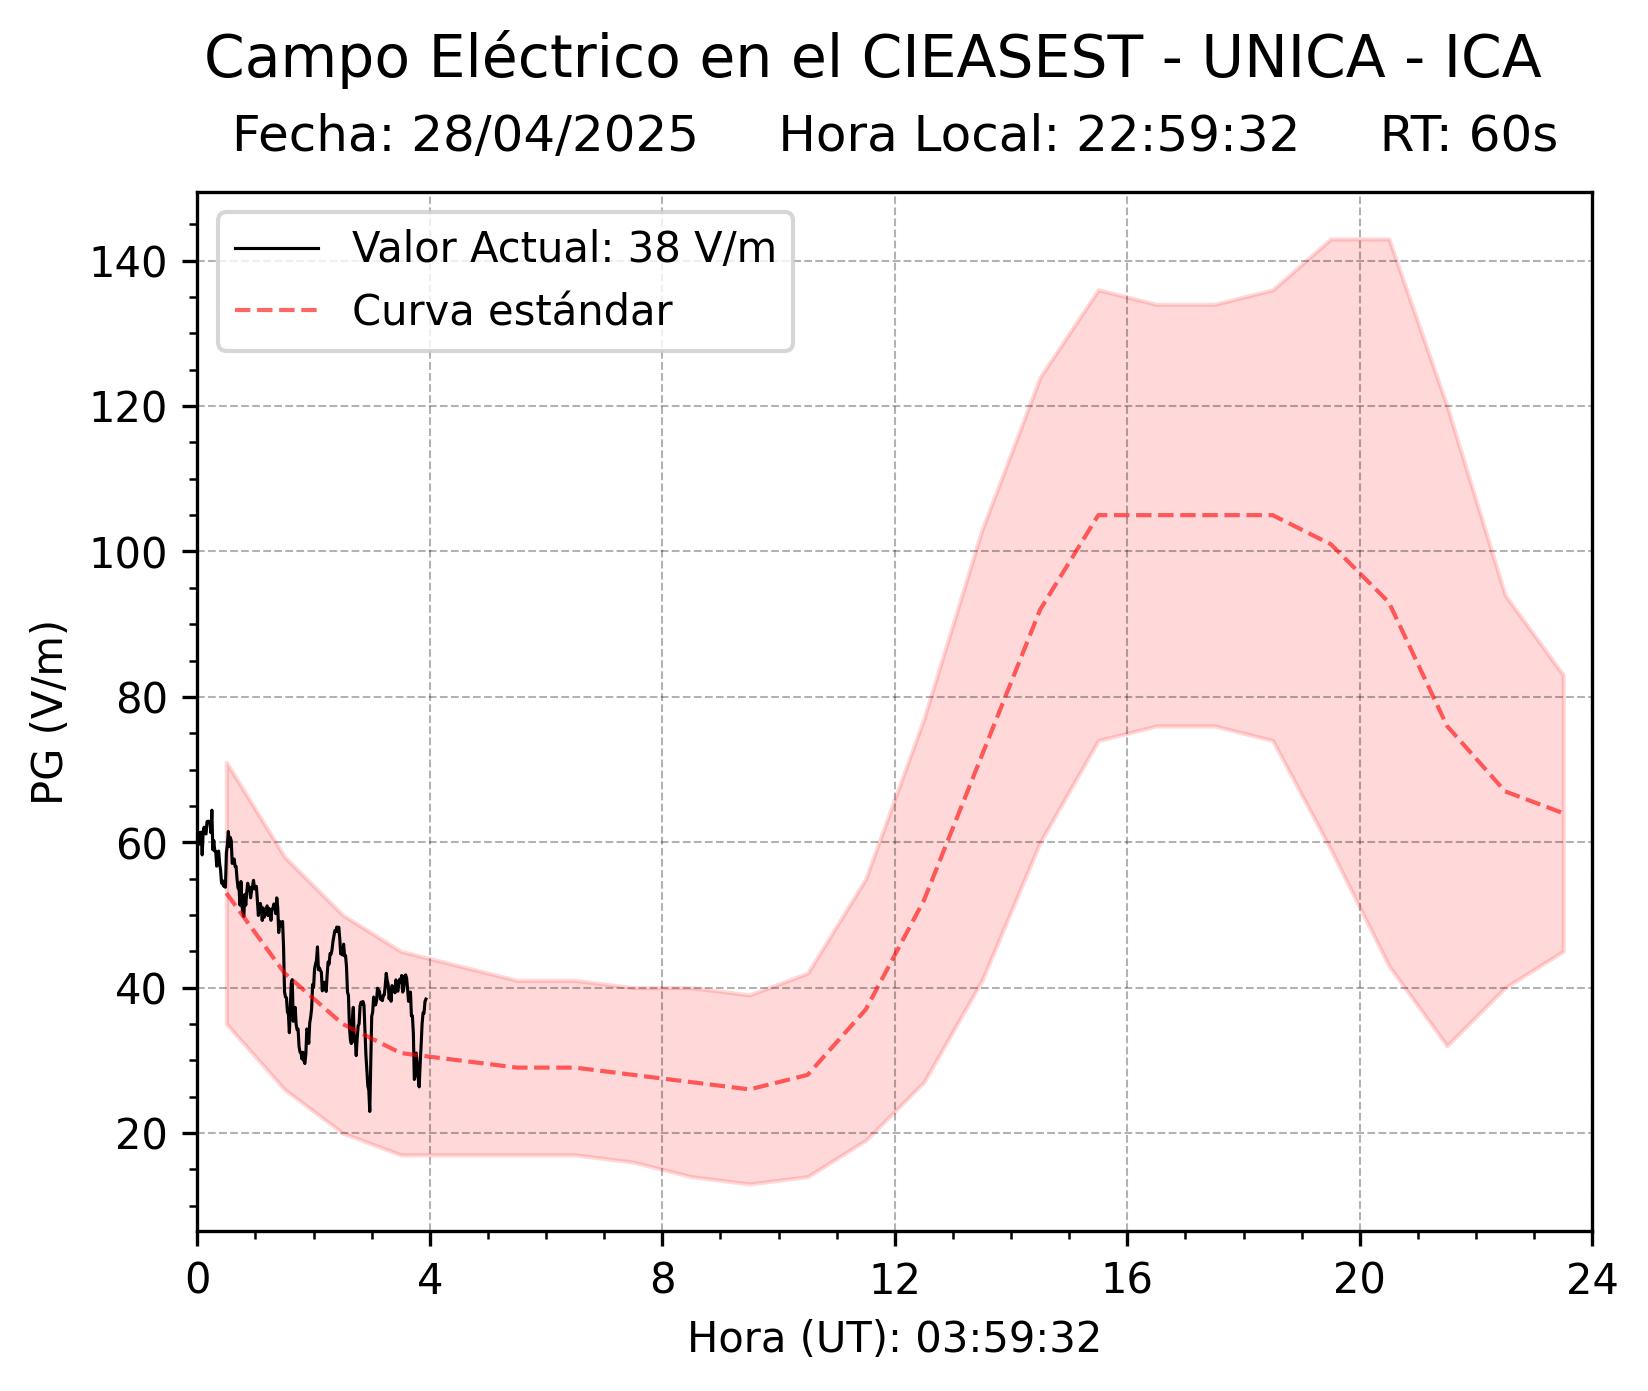 Campo Eléctrico en el CIEASEST - UNICA - ICA
Fecha: 28/04/2025 Hora Local: 22:59:32 RT: 60s
Valor Actual: 38 V/m
Curva estándar
PG (V/m)
140
120
100
80
60
40
20
0 4 8 12 16 20 24
Hora (UT): 03:59:32